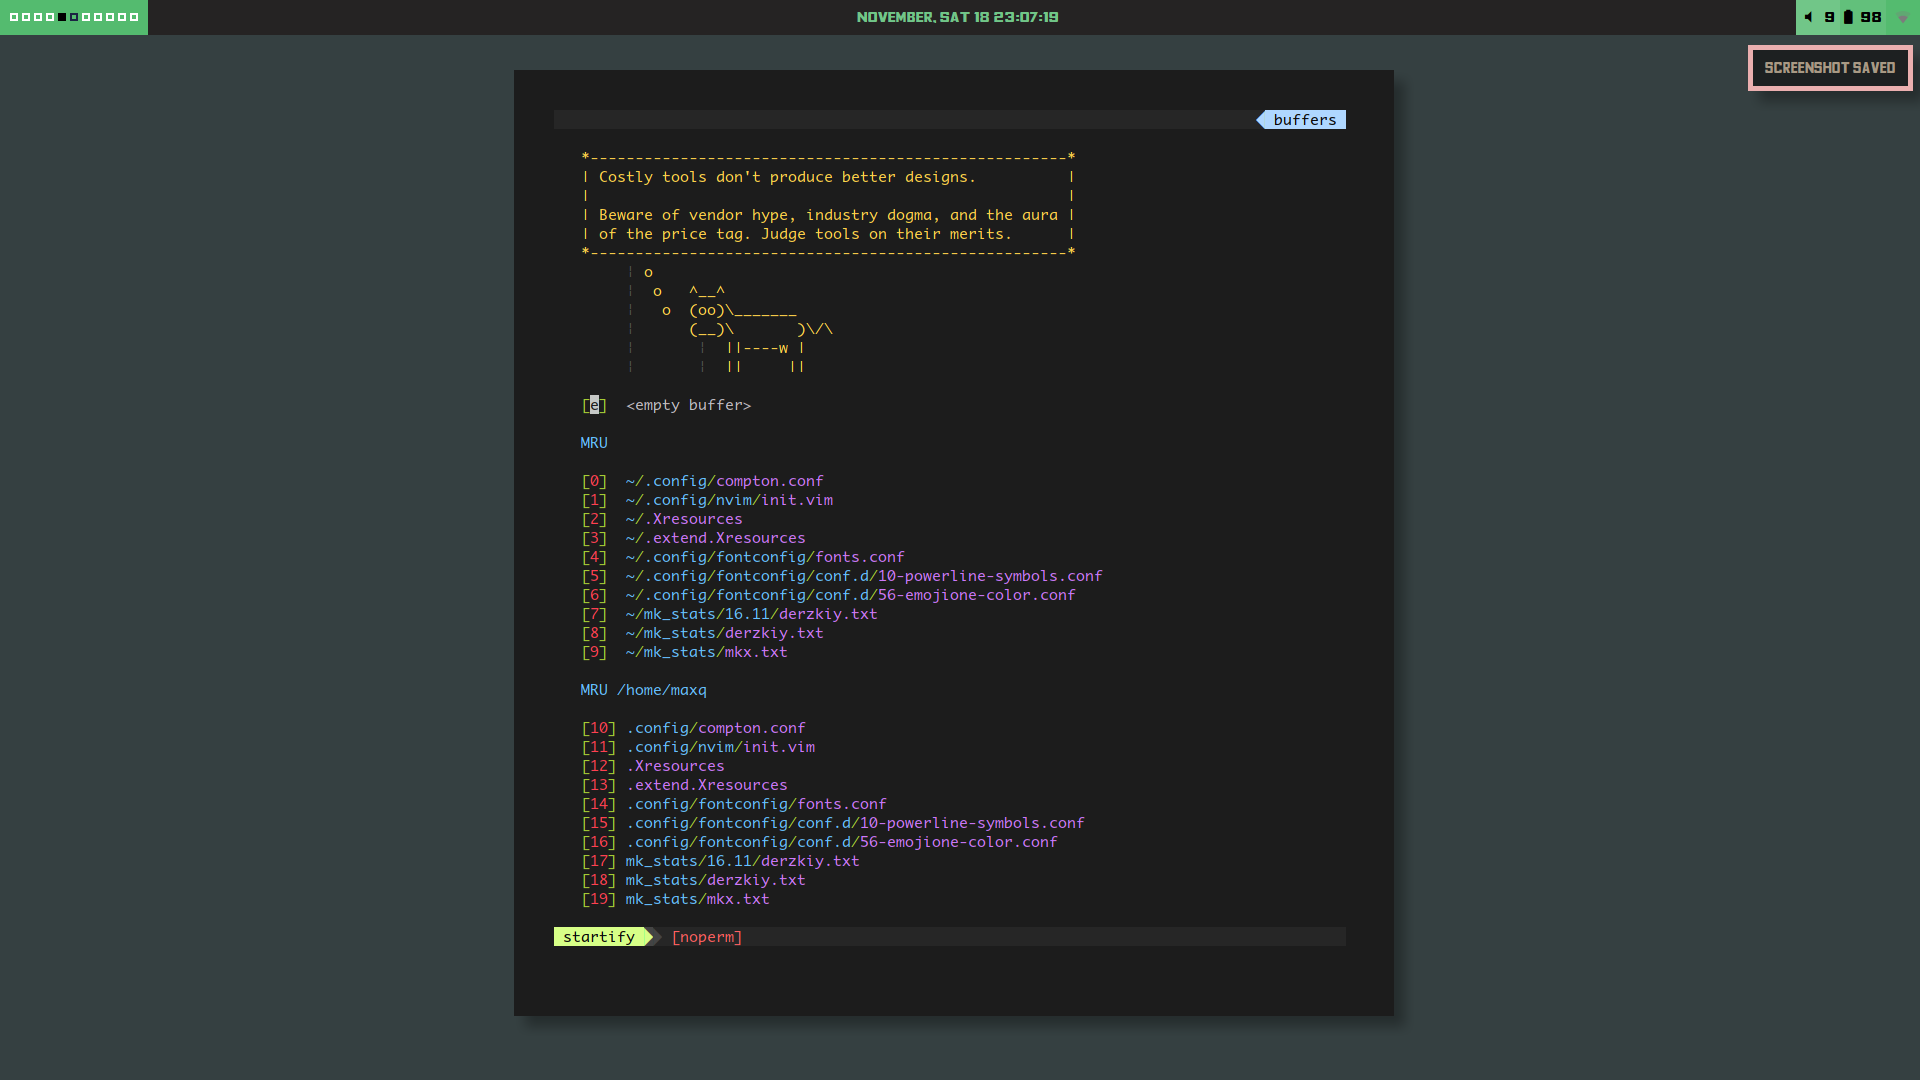 NOVEMBER, SAT 18 23:07:19
9 98
SCREENSHOT SAVED
buffers
*-----------------------------------------------------*
| Costly tools don't produce better designs.          |
|                                                     |
| Beware of vendor hype, industry dogma, and the aura |
| of the price tag. Judge tools on their merits.      |
*-----------------------------------------------------*
       o
        o   ^__^
         o  (oo)\_______
            (__)\       )\/\
                ||----w |
                ||     ||
[e]  <empty buffer>
MRU
[0]  ~/.config/compton.conf
[1]  ~/.config/nvim/init.vim
[2]  ~/.Xresources
[3]  ~/.extend.Xresources
[4]  ~/.config/fontconfig/fonts.conf
[5]  ~/.config/fontconfig/conf.d/10-powerline-symbols.conf
[6]  ~/.config/fontconfig/conf.d/56-emojione-color.conf
[7]  ~/mk_stats/16.11/derzkiy.txt
[8]  ~/mk_stats/derzkiy.txt
[9]  ~/mk_stats/mkx.txt
MRU /home/maxq
[10] .config/compton.conf
[11] .config/nvim/init.vim
[12] .Xresources
[13] .extend.Xresources
[14] .config/fontconfig/fonts.conf
[15] .config/fontconfig/conf.d/10-powerline-symbols.conf
[16] .config/fontconfig/conf.d/56-emojione-color.conf
[17] mk_stats/16.11/derzkiy.txt
[18] mk_stats/derzkiy.txt
[19] mk_stats/mkx.txt
startify [noperm]